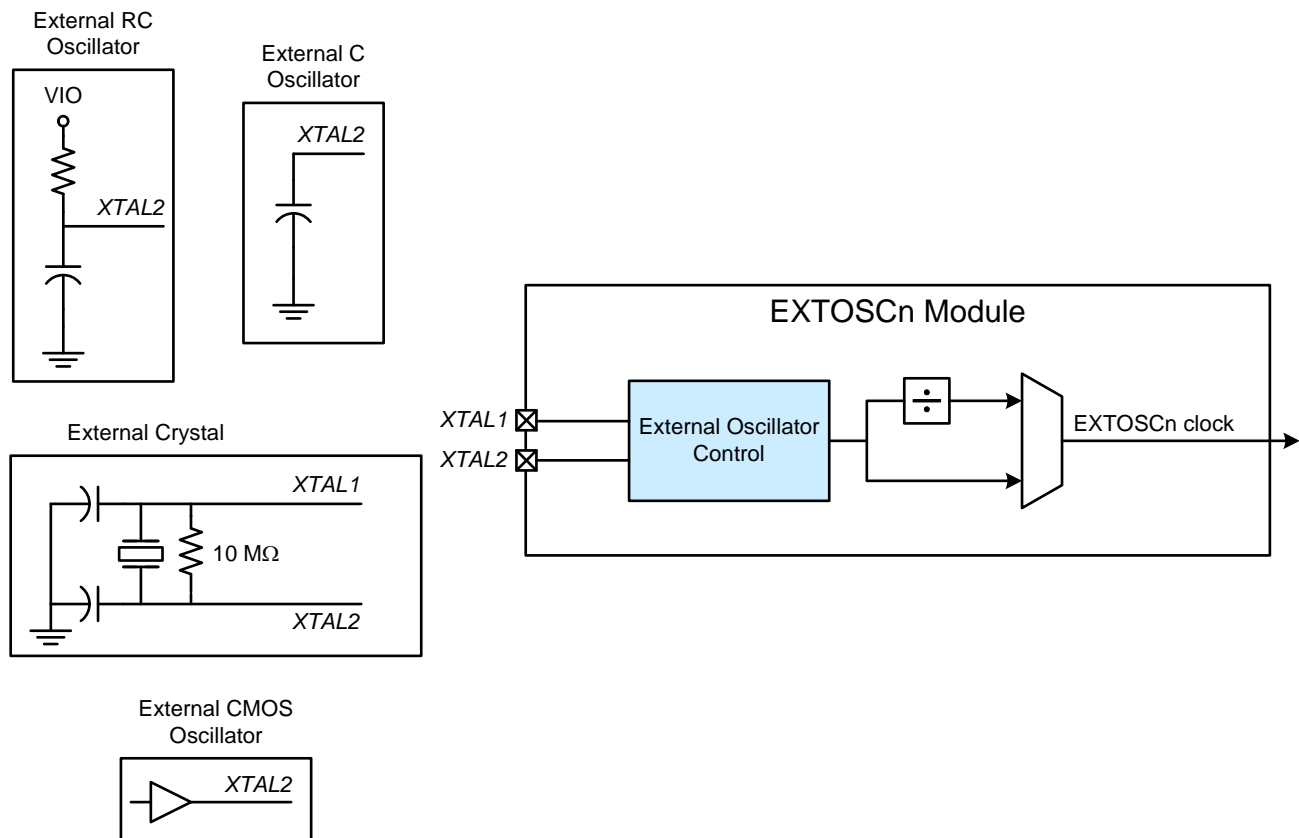 External RC
Oscillator
VIO
XTAL2
External C
Oscillator
XTAL2
EXTOSCn Module
XTAL1
XTAL2
External Oscillator
Control
÷
EXTOSCn clock
External Crystal
XTAL1
10 MΩ
XTAL2
External CMOS
Oscillator
XTAL2